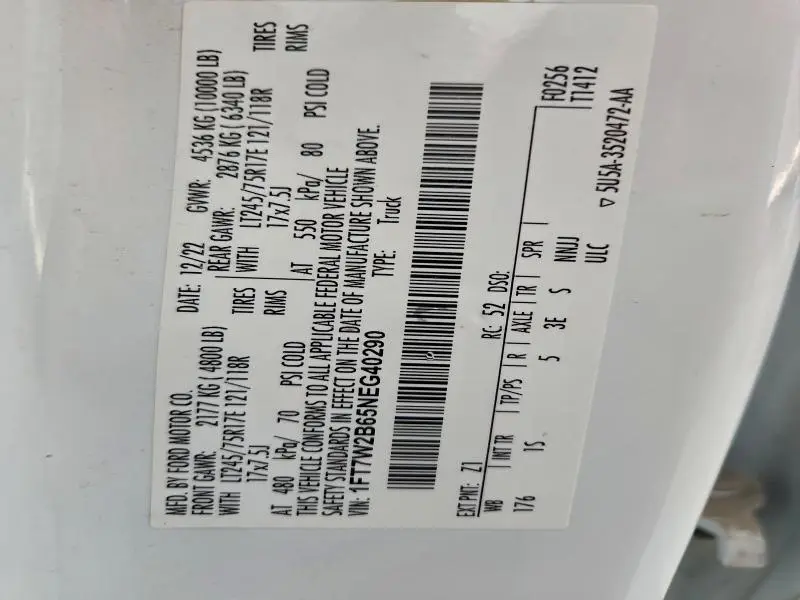 MFD. BY FORD MOTOR CO.
DATE: 12/22 GVWR: 4536 KG (10000 LB)
FRONT GAWR: 2177 KG (4800 LB) REAR GAWR: 2876 KG (6340 LB)
WITH LT245/75R17E 121/118R TIRES WITH LT245/75R17E 121/118R TIRES
17x7.5J RIMS 17x7.5J RIMS
AT 480 kPa/ 70 PSI COLD AT 550 kPa/ 80 PSI COLD
THIS VEHICLE CONFORMS TO ALL APPLICABLE FEDERAL MOTOR VEHICLE
SAFETY STANDARDS IN EFFECT ON THE DATE OF MANUFACTURE SHOWN ABOVE.
VIN: 1FT7W2B65NEG40290 TYPE: Truck
EXT PNT: Z1 RC: 52 DSO: F0256
WB INT TR TP/PS R AXLE TR SPR T1412
176 1S 5 3E S NNJJ
ULC
▽ 5U5A-3520472-AA